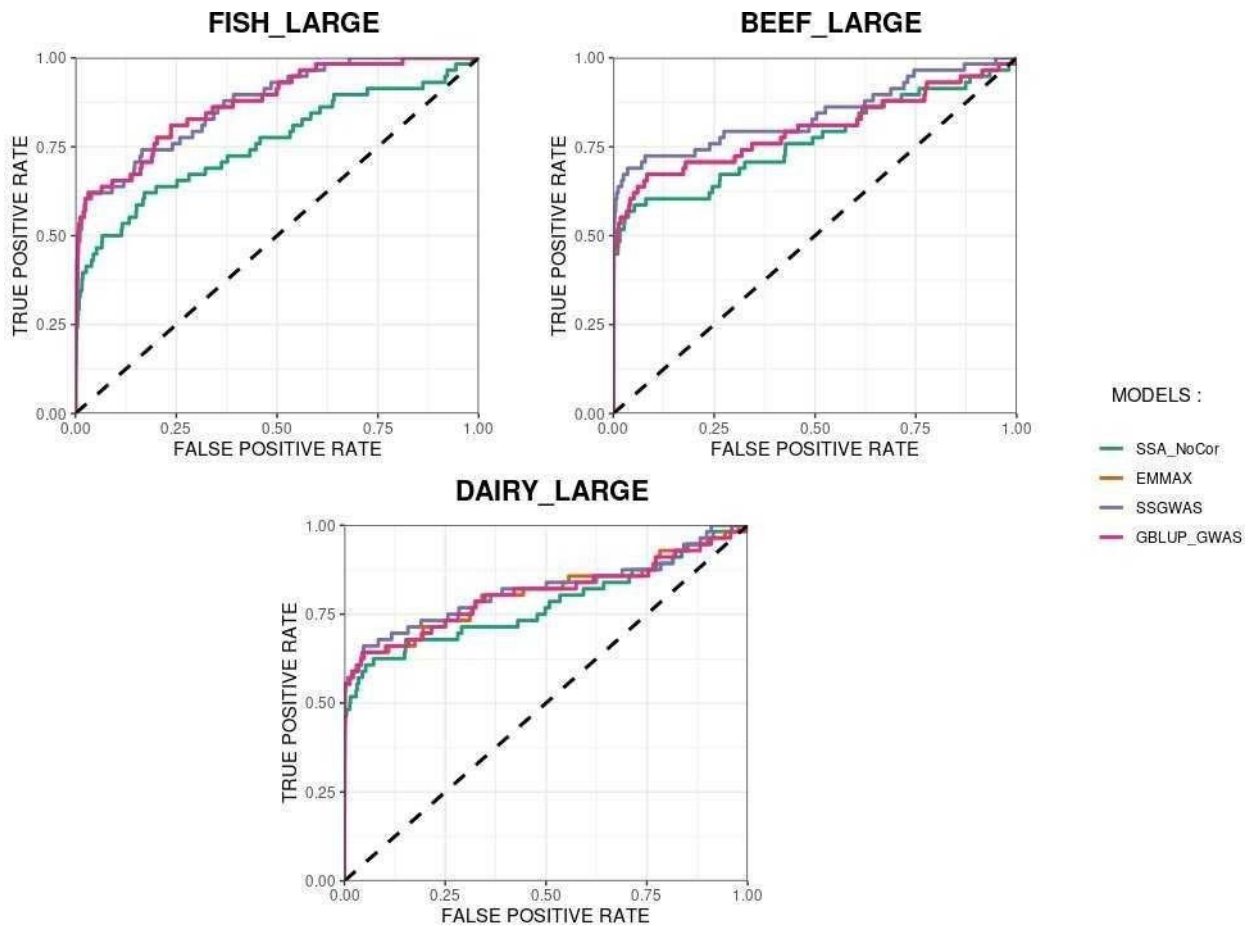 FISH_LARGE
TRUE POSITIVE RATE
1.00
0.75
0.50
0.25
0.00
0.00 0.25 0.50 0.75 1.00
FALSE POSITIVE RATE
BEEF_LARGE
TRUE POSITIVE RATE
1.00
0.75
0.50
0.25
0.00
0.00 0.25 0.50 0.75 1.00
FALSE POSITIVE RATE
DAIRY_LARGE
TRUE POSITIVE RATE
1.00
0.75
0.50
0.25
0.00
0.00 0.25 0.50 0.75 1.00
FALSE POSITIVE RATE
MODELS :
SSA_NoCor
EMMAX
SSGWAS
GBLUP_GWAS